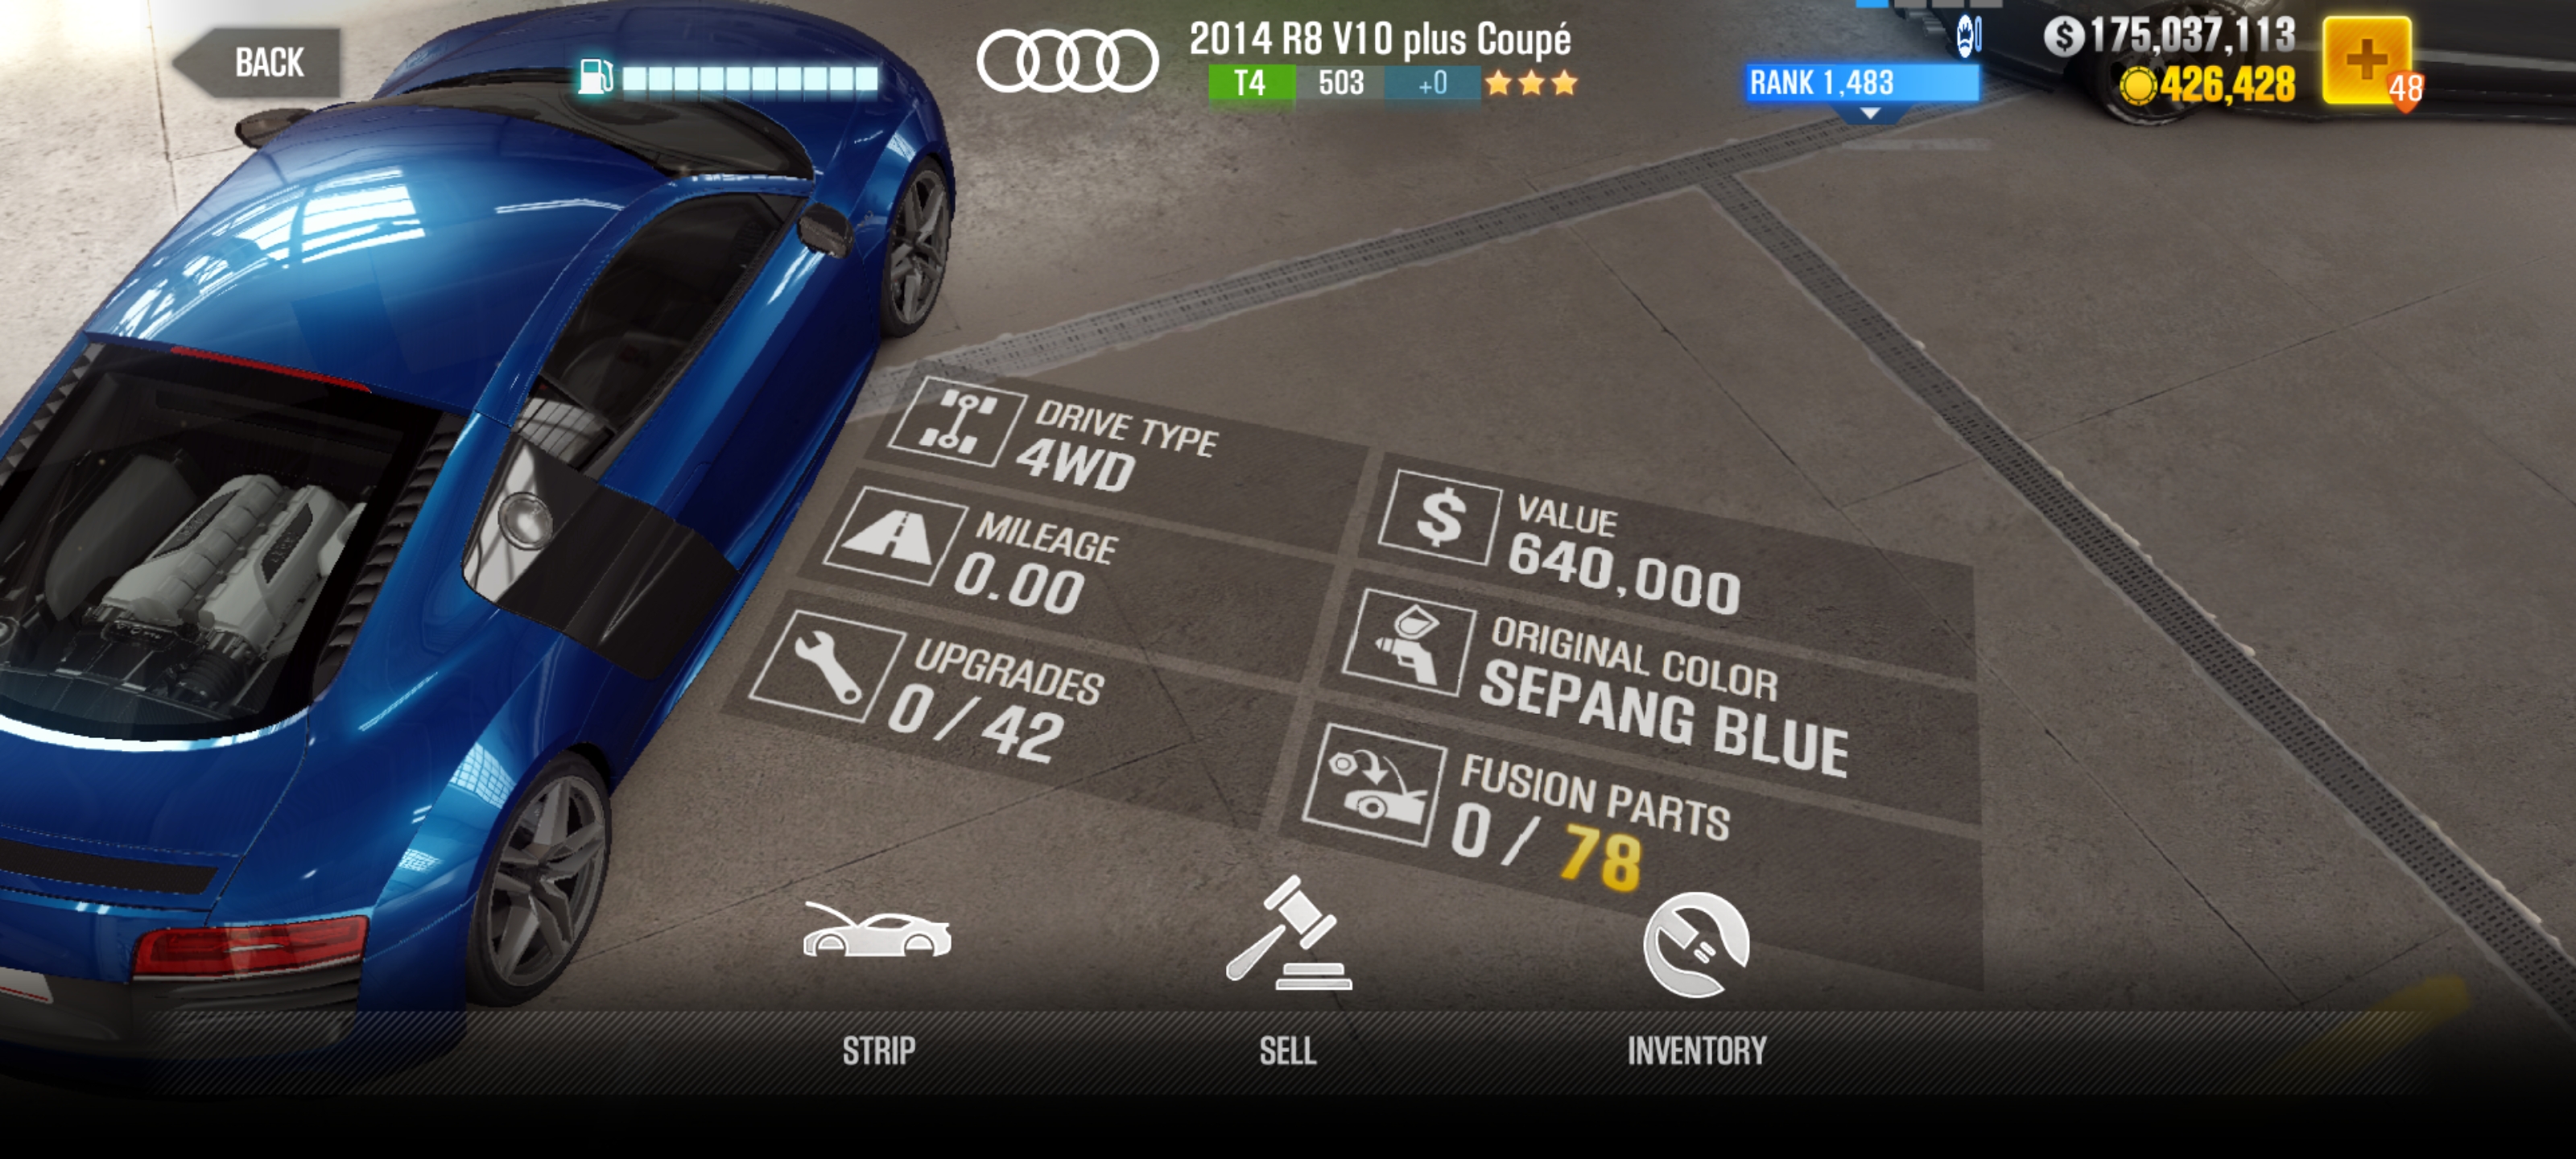 BACK
2014 R8 V10 plus Coupé
T4 503 +0
RANK 1,483
175,037,113
426,428
48
DRIVE TYPE
4WD
MILEAGE
0.00
UPGRADES
0 / 42
VALUE
640,000
ORIGINAL COLOR
SEPANG BLUE
FUSION PARTS
0 / 78
STRIP
SELL
INVENTORY